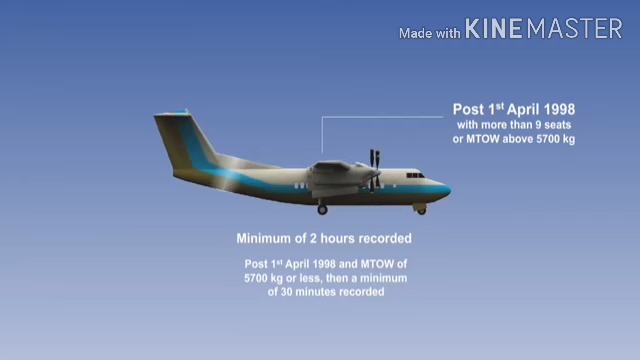 Made with KINEMASTER
Post 1st April 1998
with more than 9 seats
or MTOW above 5700 kg
Minimum of 2 hours recorded
Post 1st April 1998 and MTOW of
5700 kg or less, then a minimum
of 30 minutes recorded